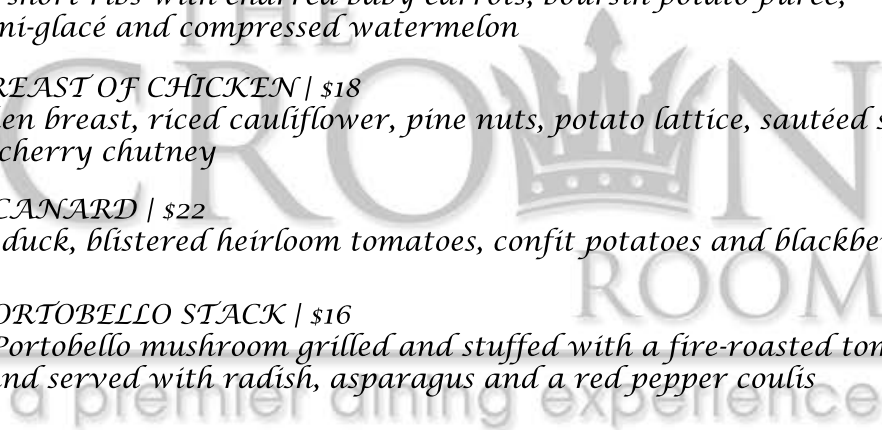 short ribs with charred baby carrots, boursin potato purée,
mi-glacé and compressed watermelon
REAST OF CHICKEN | $18
en breast, riced cauliflower, pine nuts, potato lattice, sautéed s
cherry chutney
CANARD | $22
duck, blistered heirloom tomatoes, confit potatoes and blackbe
ORTOBELLO STACK | $16
Portobello mushroom grilled and stuffed with a fire-roasted tom
nd served with radish, asparagus and a red pepper coulis
THE
CROWN
ROOM
a premier dining experience